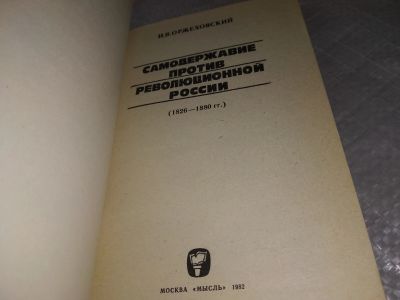 И.В.ОРЖЕХОВСКИЙ
САМОДЕРЖАВИЕ
ПРОТИВ
РЕВОЛЮЦИОННОЙ
РОССИИ
(1826—1880 гг.)
МОСКВА «МЫСЛЬ» 1982